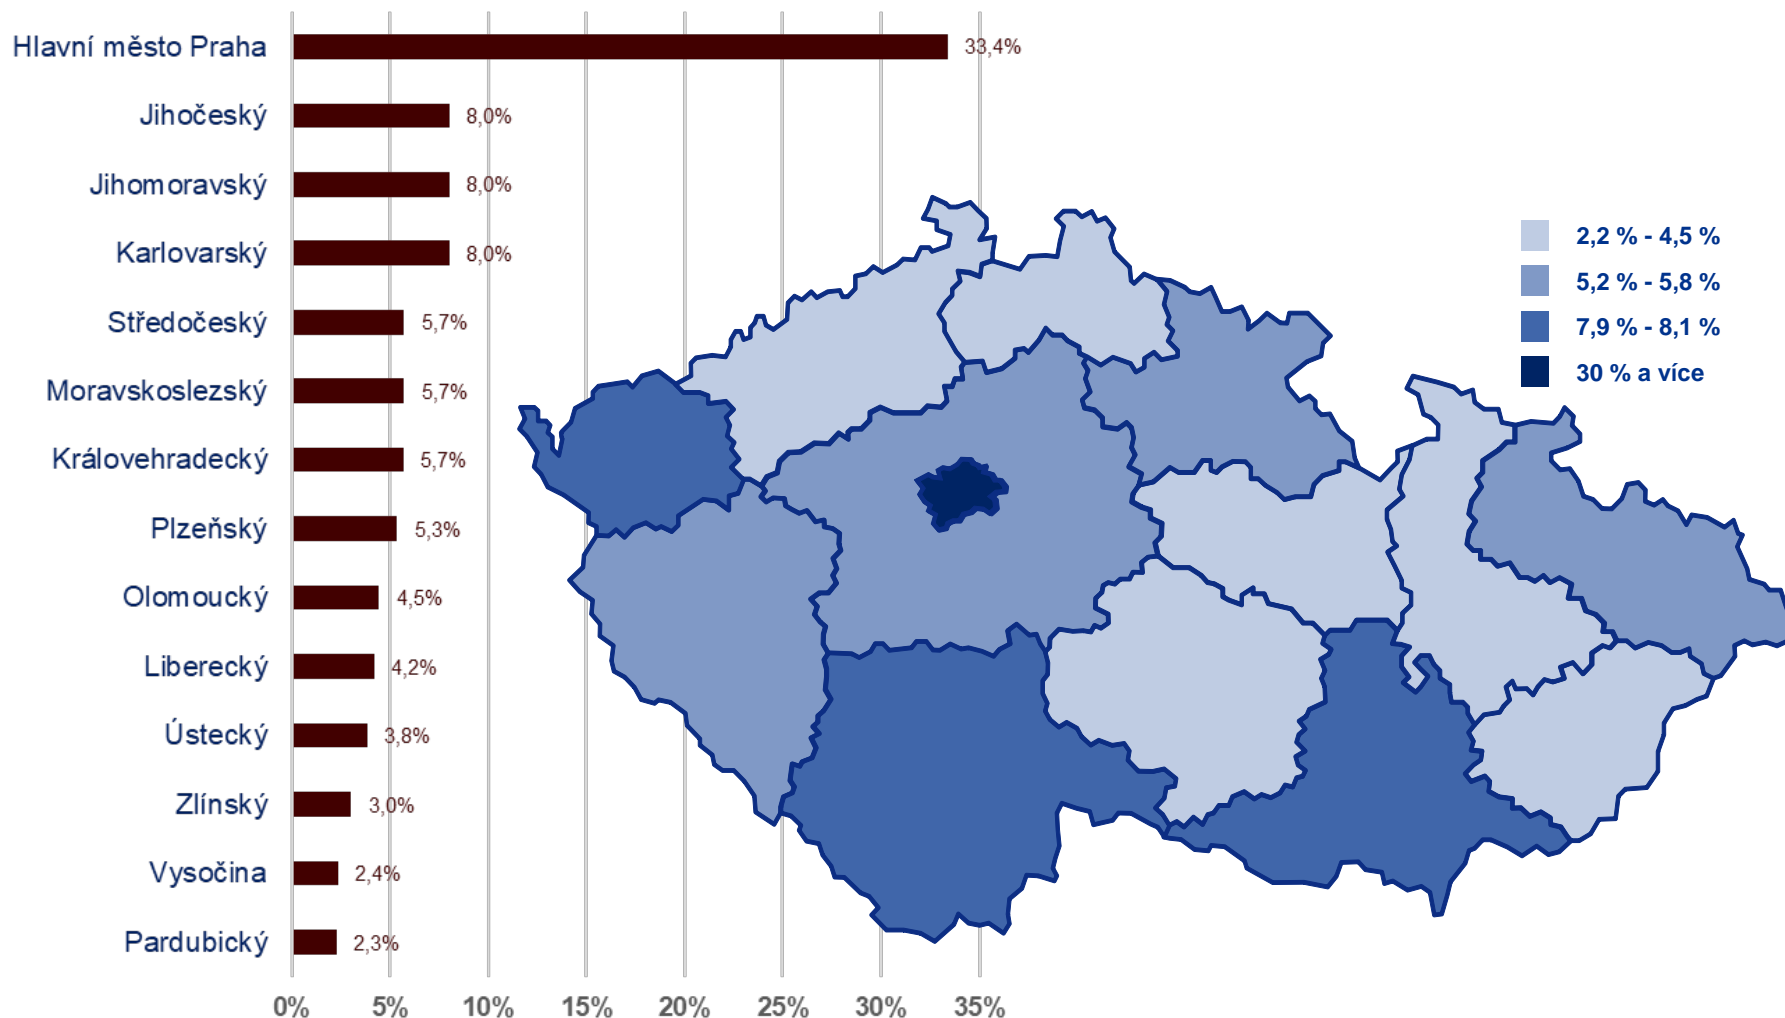 Hlavní město Praha 33,4%
Jihočeský 8,0%
Jihomoravský 8,0%
Karlovarský 8,0%
Středočeský 5,7%
Moravskoslezský 5,7%
Královehradecký 5,7%
Plzeňský 5,3%
Olomoucký 4,5%
Liberecký 4,2%
Ústecký 3,8%
Zlínský 3,0%
Vysočina 2,4%
Pardubický 2,3%
0% 5% 10% 15% 20% 25% 30% 35%
2,2 % - 4,5 %
5,2 % - 5,8 %
7,9 % - 8,1 %
30 % a více